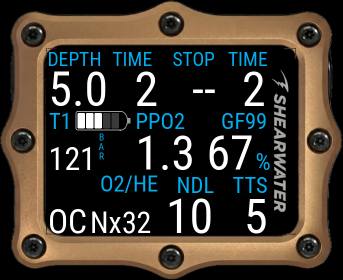 DEPTH TIME STOP TIME
5.0 2 -- 2
T1 PPO2 GF99
121 BAR 1.3 67%
O2/HE NDL TTS
OC Nx32 10 5
SHEARWATER